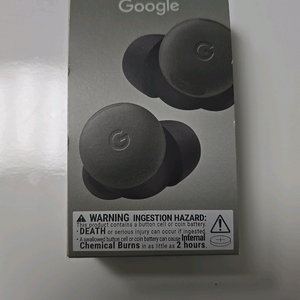 Google
G
WARNING INGESTION HAZARD:
This product contains a button cell or coin battery.
• DEATH or serious injury can occur if ingested.
• A swallowed button cell or coin battery can cause Internal
Chemical Burns in as little as 2 hours.